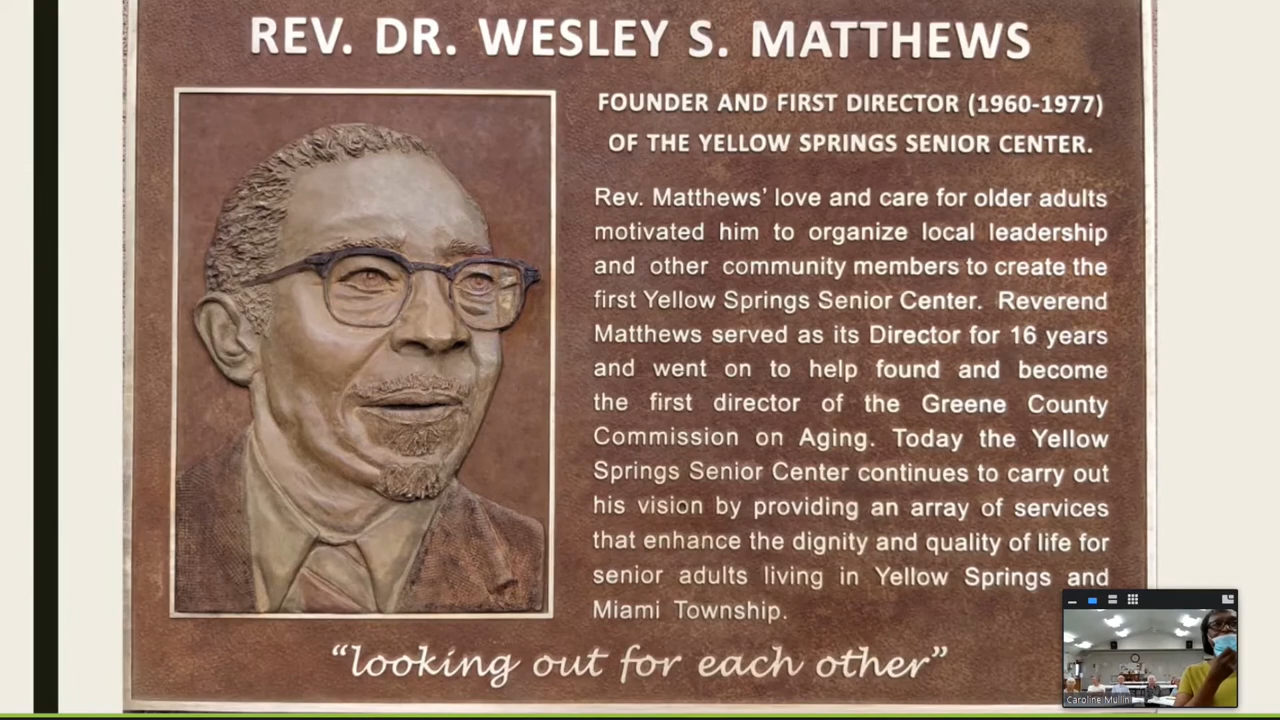 REV. DR. WESLEY S. MATTHEWS
FOUNDER AND FIRST DIRECTOR (1960-1977)
OF THE YELLOW SPRINGS SENIOR CENTER.
Rev. Matthews' love and care for older adults
motivated him to organize local leadership
and other community members to create the
first Yellow Springs Senior Center. Reverend
Matthews served as its Director for 16 years
and went on to help found and become
the first director of the Greene County
Commission on Aging. Today the Yellow
Springs Senior Center continues to carry out
his vision by providing an array of services
that enhance the dignity and quality of life for
senior adults living in Yellow Springs and
Miami Township.
"looking out for each other"
Caroline Mullin